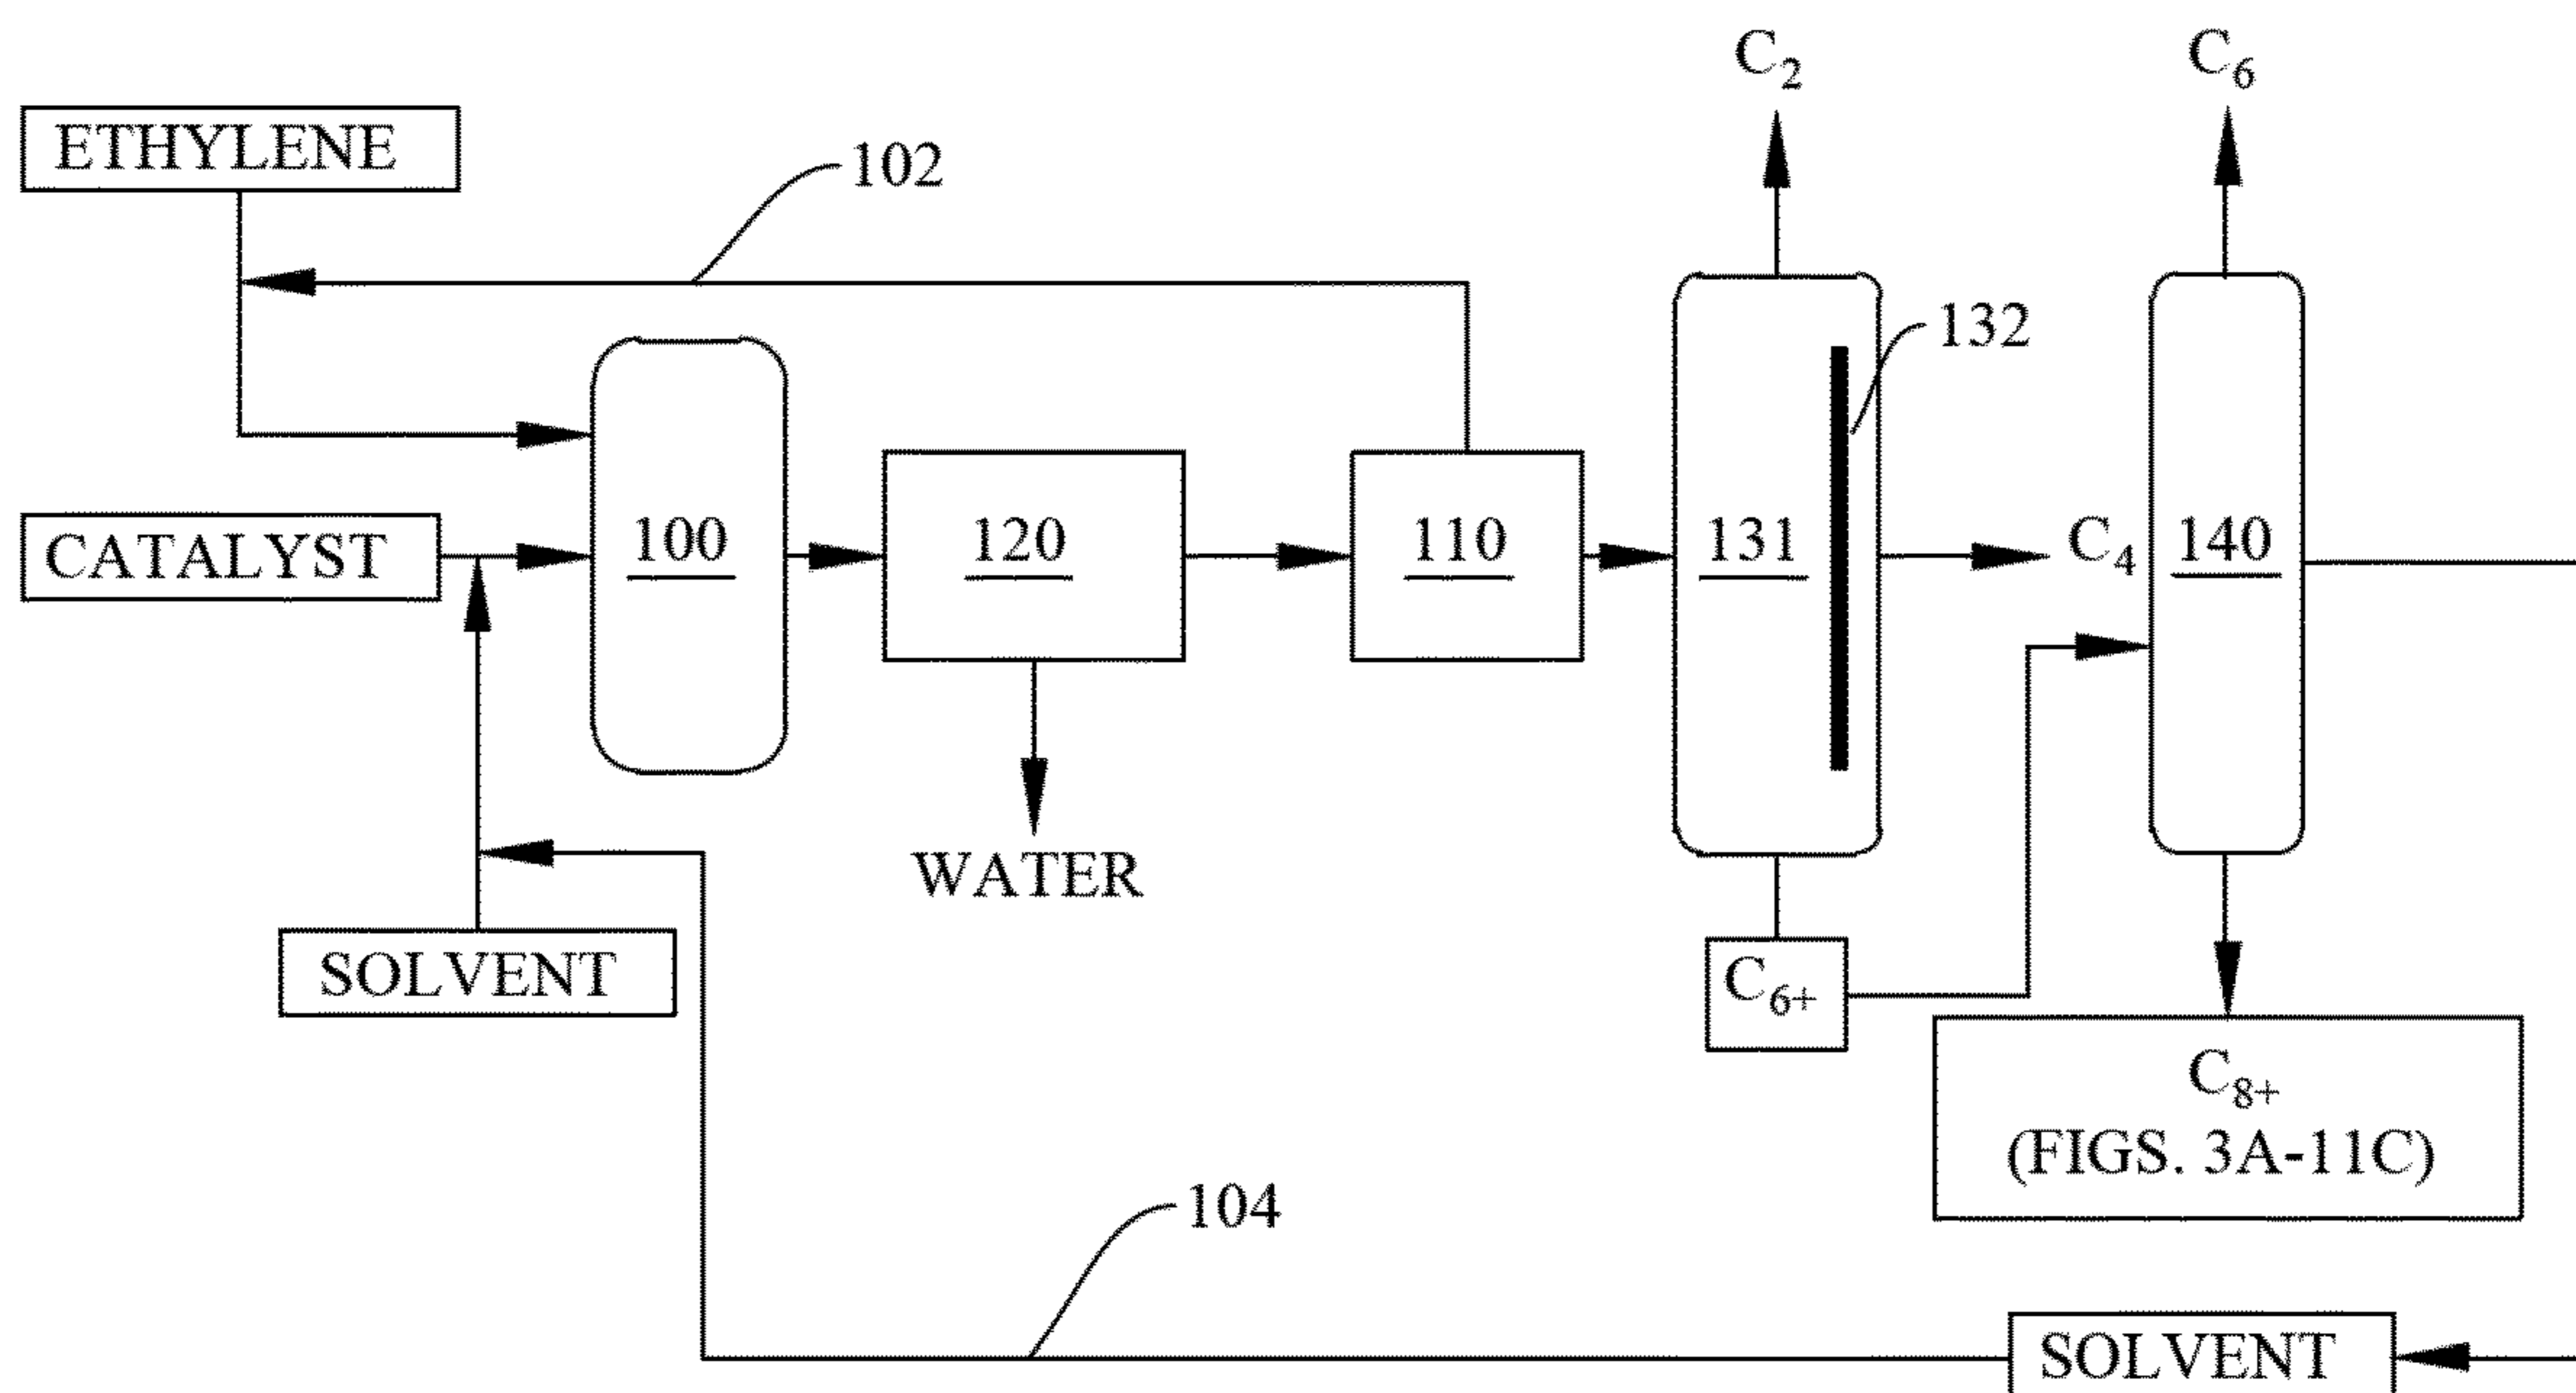 C2
C6
ETHYLENE
102
132
CATALYST
100
120
110
131
C4
140
WATER
SOLVENT
C6+
C8+
(FIGS. 3A-11C)
104
SOLVENT